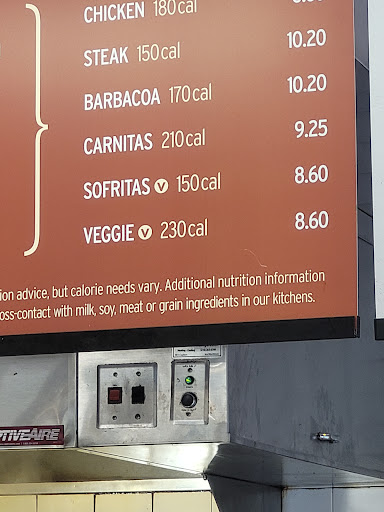 CHICKEN 180cal
STEAK 150cal 10.20
BARBACOA 170cal 10.20
CARNITAS 210cal 9.25
SOFRITAS V 150cal 8.60
VEGGIE V 230cal 8.60
ion advice, but calorie needs vary. Additional nutrition information
oss-contact with milk, soy, meat or grain ingredients in our kitchens.
TIVEAIRE